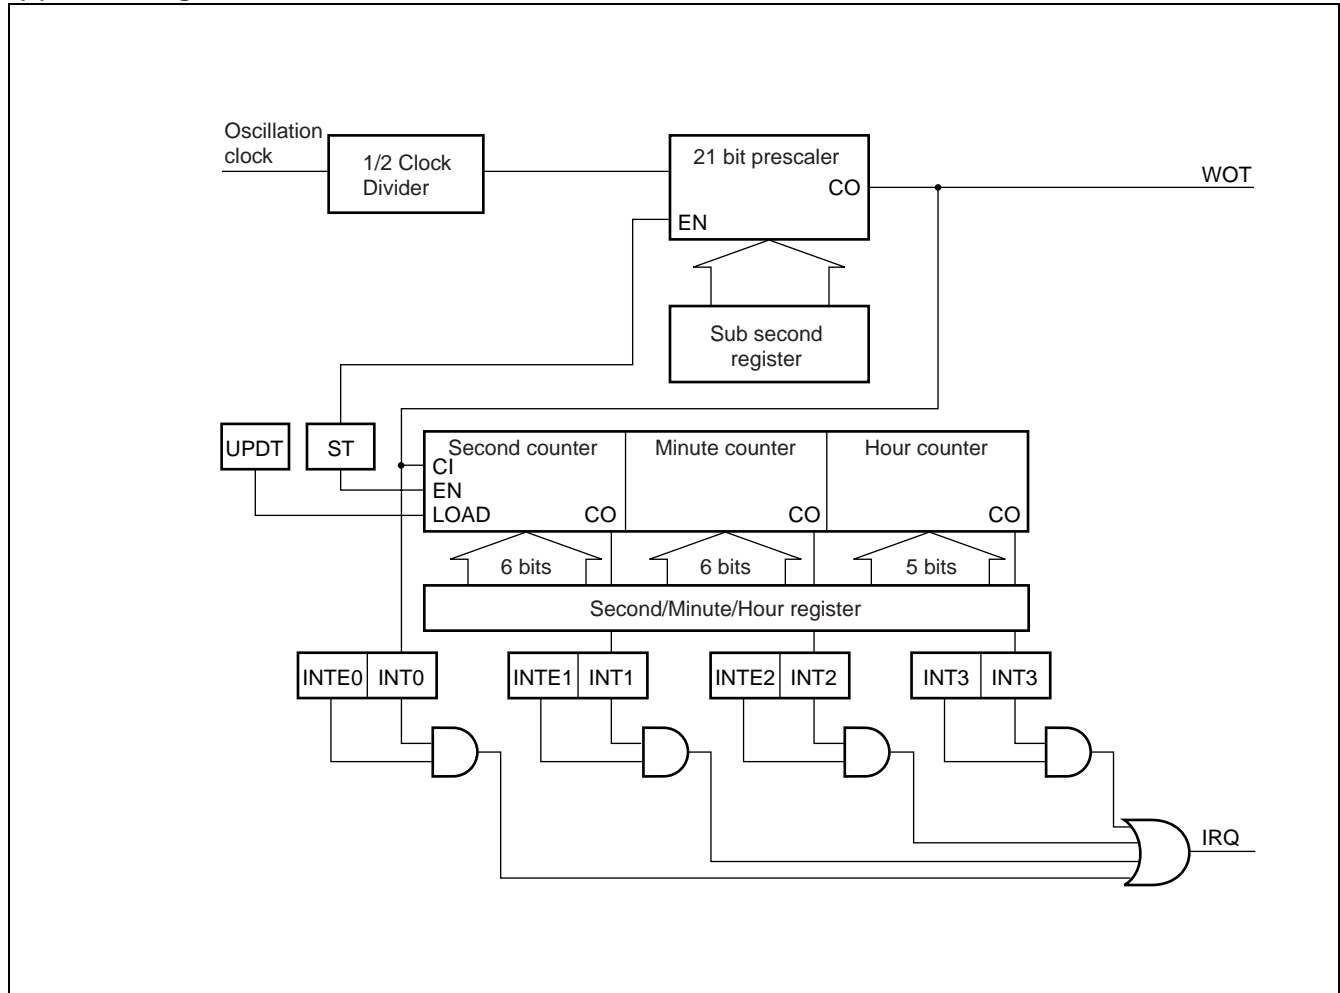 Oscillation
clock
1/2 Clock
Divider
21 bit prescaler
CO
EN
WOT
Sub second
register
UPDT
ST
Second counter
Minute counter
Hour counter
CI
EN
LOAD
CO
CO
CO
6 bits
6 bits
5 bits
Second/Minute/Hour register
INTE0 INT0
INTE1 INT1
INTE2 INT2
INT3 INT3
IRQ